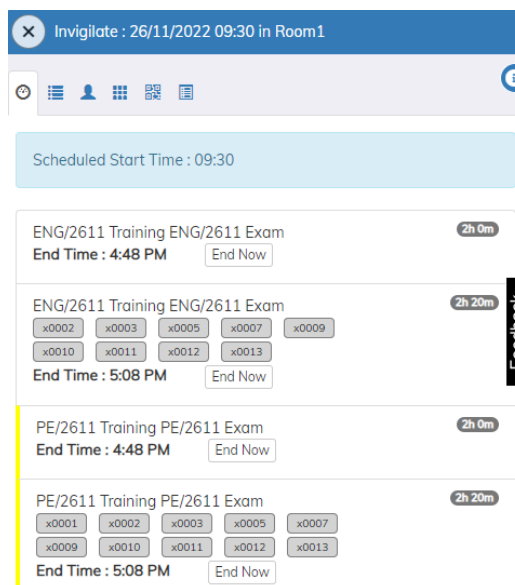 Invigilate : 26/11/2022 09:30 in Room1
Scheduled Start Time : 09:30
ENG/2611 Training ENG/2611 Exam 2h 0m
End Time : 4:48 PM End Now
ENG/2611 Training ENG/2611 Exam 2h 20m
x0002 x0003 x0005 x0007 x0009
x0010 x0011 x0012 x0013
End Time : 5:08 PM End Now
PE/2611 Training PE/2611 Exam 2h 0m
End Time : 4:48 PM End Now
PE/2611 Training PE/2611 Exam 2h 20m
x0001 x0002 x0003 x0005 x0007
x0009 x0010 x0011 x0012 x0013
End Time : 5:08 PM End Now